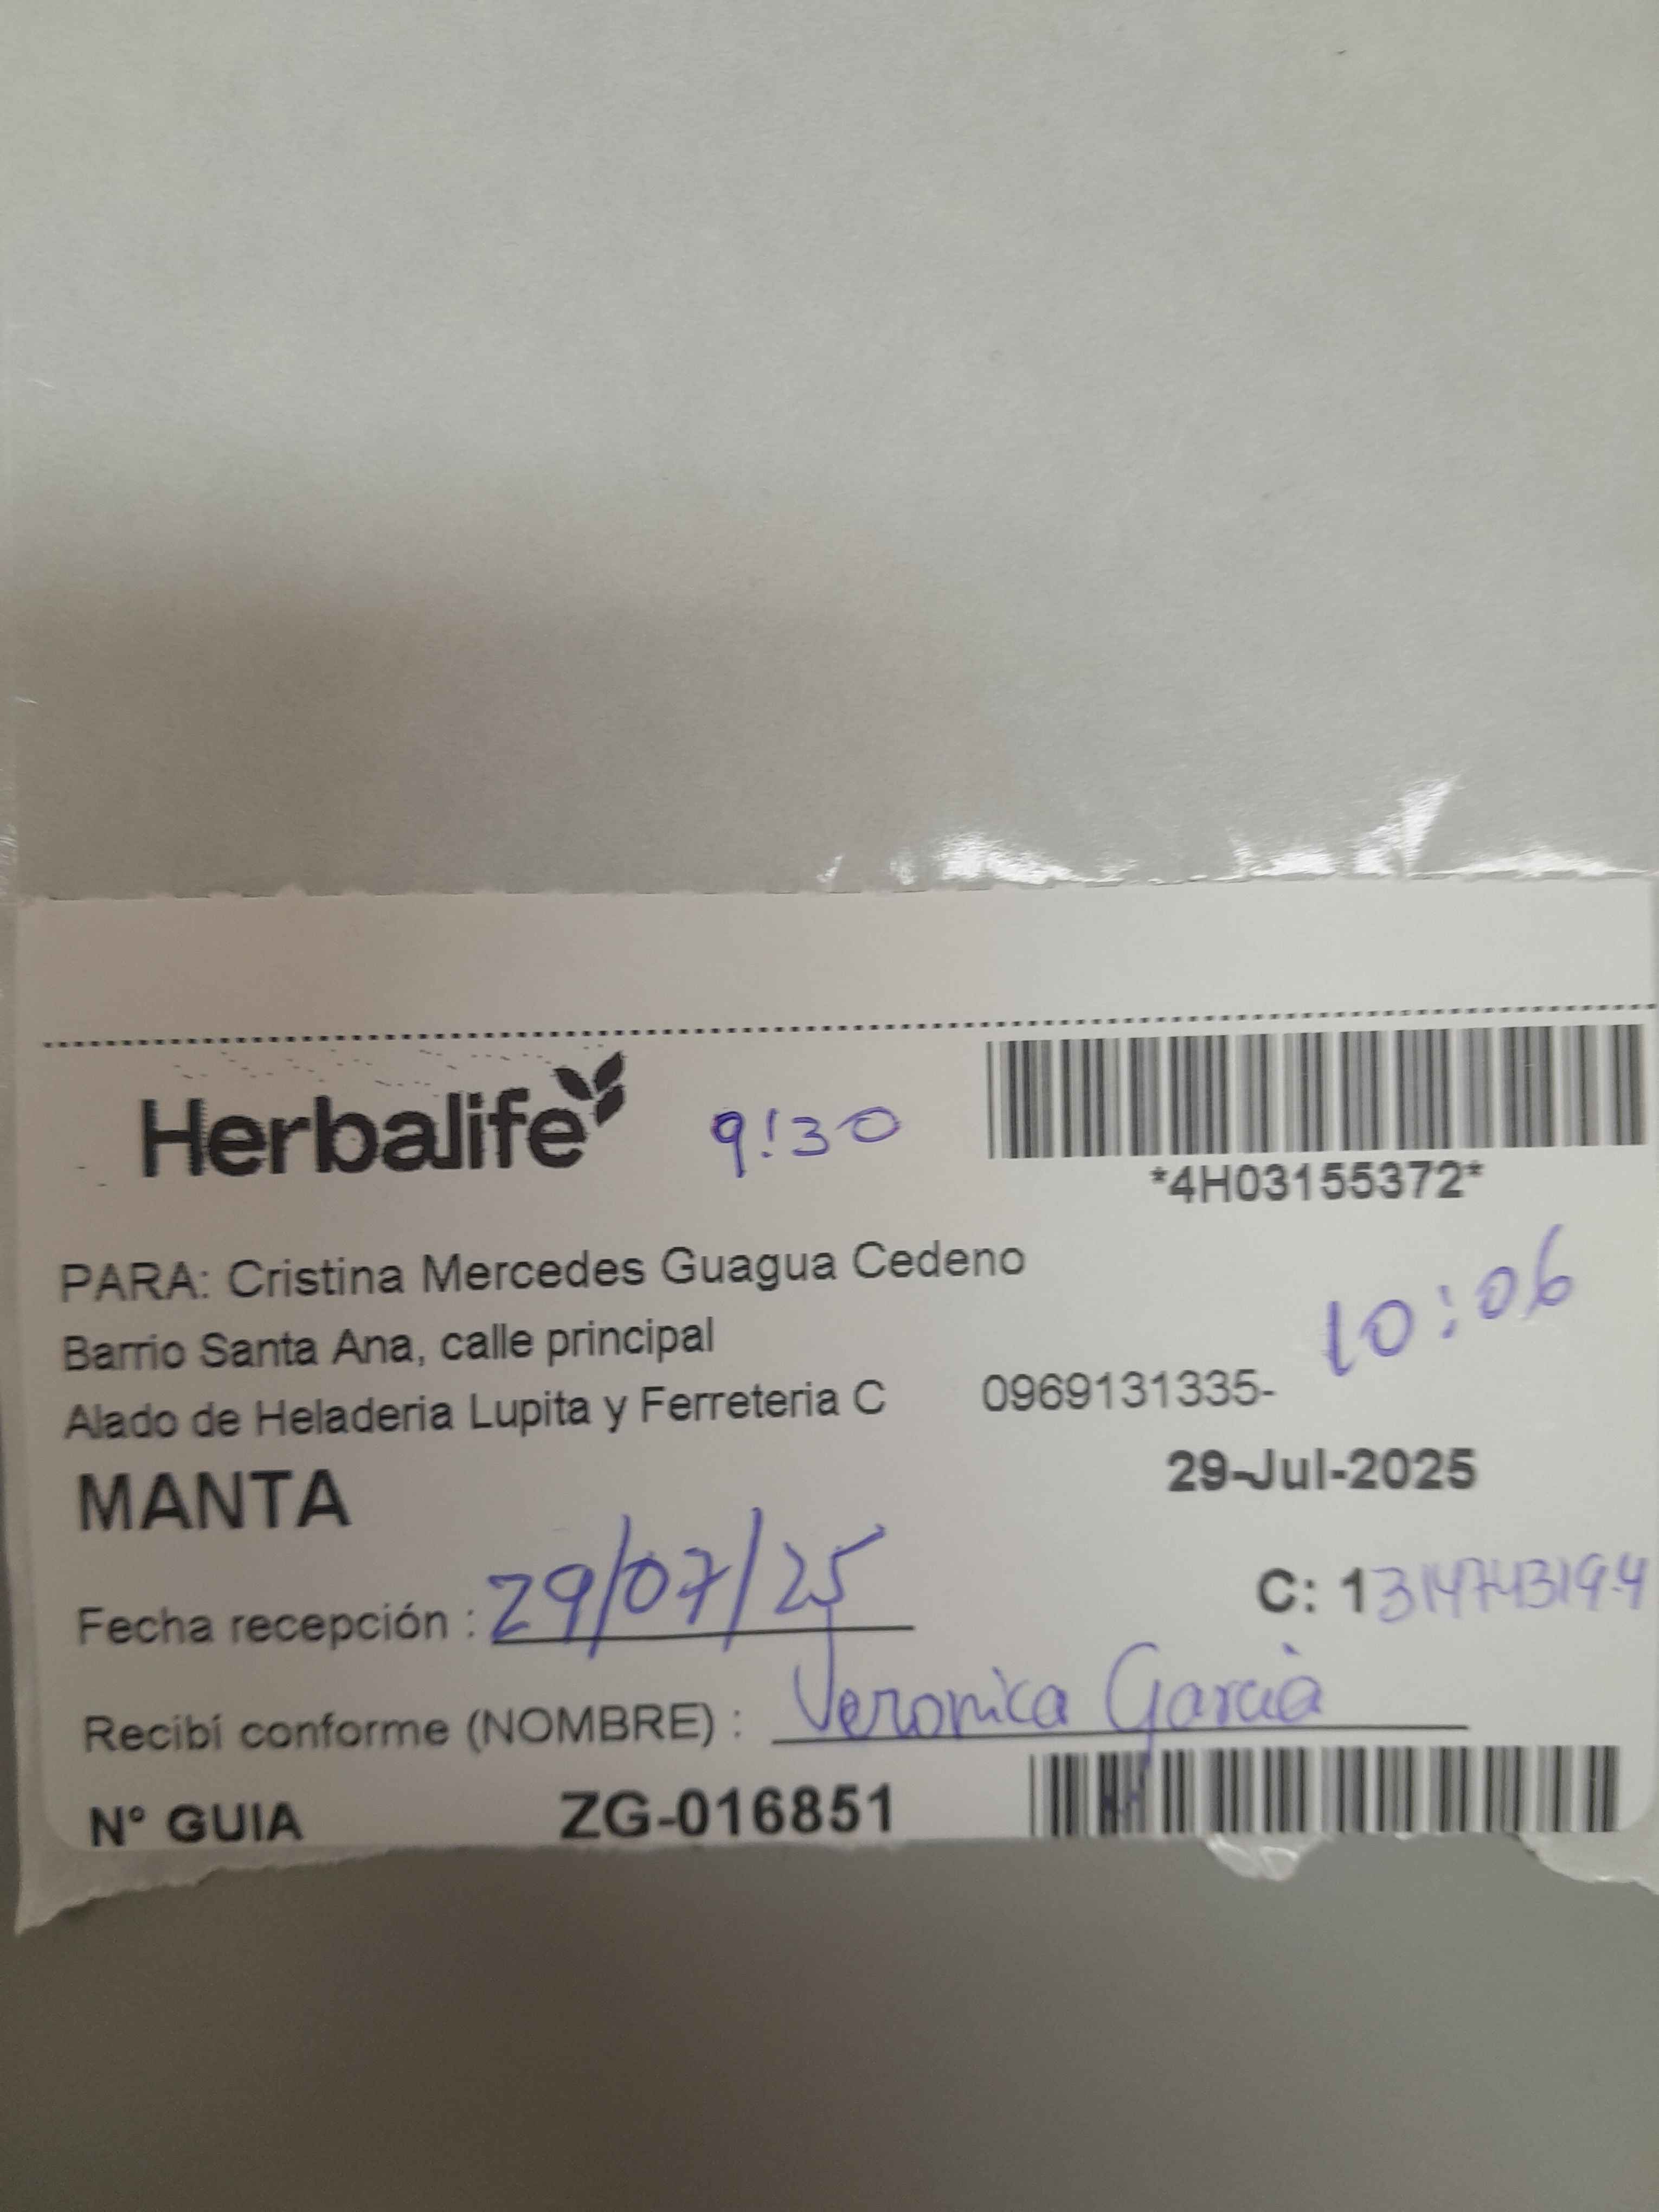 Herbalife 9:30
*4H03155372*
PARA: Cristina Mercedes Guagua Cedeno
10:06
Barrio Santa Ana, calle principal
Alado de Heladeria Lupita y Ferreteria C 0969131335-
MANTA 29-Jul-2025
Fecha recepción : 29/07/25 C: 1314743194
Recibí conforme (NOMBRE) : Veronica Garcia
N° GUIA ZG-016851